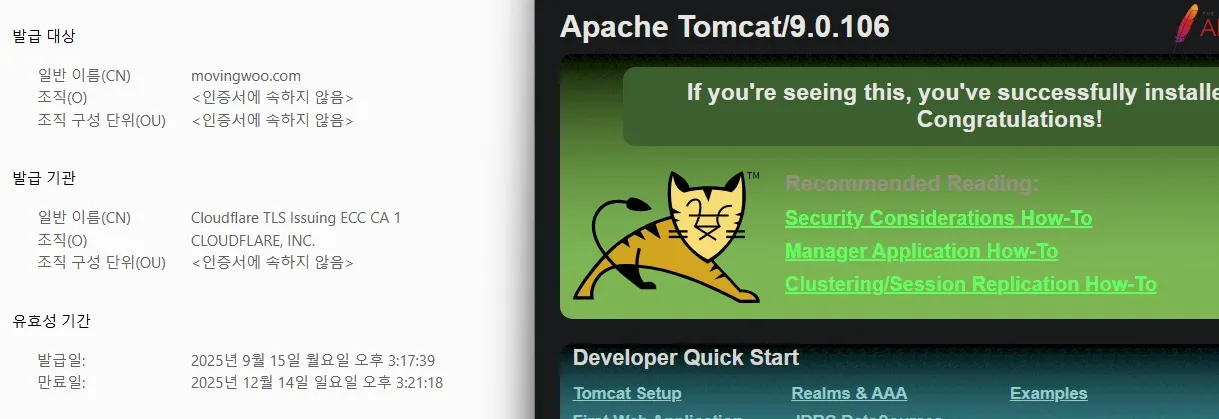 발급 대상
일반 이름(CN) movingwoo.com
조직(O) <인증서에 속하지 않음>
조직 구성 단위(OU) <인증서에 속하지 않음>
발급 기관
일반 이름(CN) Cloudflare TLS Issuing ECC CA 1
조직(O) CLOUDFLARE, INC.
조직 구성 단위(OU) <인증서에 속하지 않음>
유효성 기간
발급일: 2025년 9월 15일 월요일 오후 3:17:39
만료일: 2025년 12월 14일 일요일 오후 3:21:18
Apache Tomcat/9.0.106
If you're seeing this, you've successfully installe
Congratulations!
TM
Recommended Reading:
Security Considerations How-To
Manager Application How-To
Clustering/Session Replication How-To
Developer Quick Start
Tomcat Setup Realms & AAA Examples
First Web Application JDBC DataSources